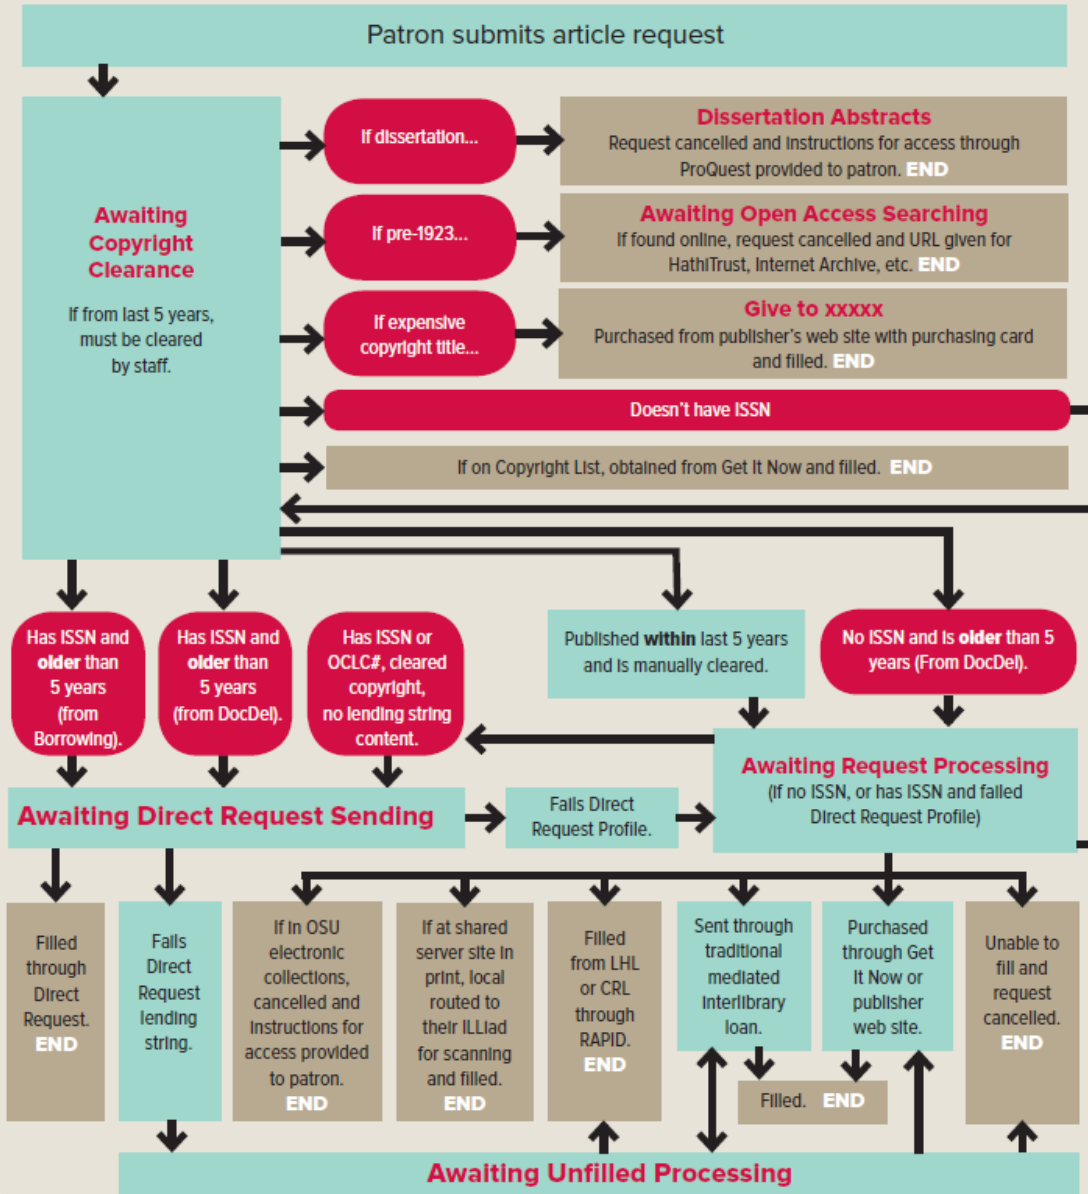 Patron submits article request
Awaiting
Copyright
Clearance
If from last 5 years,
must be cleared
by staff.
If dissertation...
Dissertation Abstracts
Request cancelled and instructions for access through
ProQuest provided to patron. END
If pre-1923...
Awaiting Open Access Searching
If found online, request cancelled and URL given for
HathiTrust, Internet Archive, etc. END
If expensive
copyright title...
Give to xxxxx
Purchased from publisher's web site with purchasing card
and filled. END
Doesn't have ISSN
If on Copyright List, obtained from Get It Now and filled. END
Has ISSN and
older than
5 years
(from
Borrowing).
Has ISSN and
older than
5 years
(from DocDel).
Has ISSN or
OCLC#, cleared
copyright,
no lending string
content.
Published within last 5 years
and is manually cleared.
No ISSN and is older than 5
years (From DocDel).
Awaiting Direct Request Sending
Fails Direct
Request Profile.
Awaiting Request Processing
(If no ISSN, or has ISSN and failed
Direct Request Profile)
Filled
through
Direct
Request.
END
Fails
Direct
Request
lending
string.
If in OSU
electronic
collections,
cancelled and
instructions for
access provided
to patron.
END
If at shared
server site in
print, local
routed to
their ILLiad
for scanning
and filled.
END
Filled
from LHL
or CRL
through
RAPID.
END
Sent through
traditional
mediated
interlibrary
loan.
Purchased
through Get
It Now or
publisher
web site.
Filled. END
Unable to
fill and
request
cancelled.
END
Awaiting Unfilled Processing